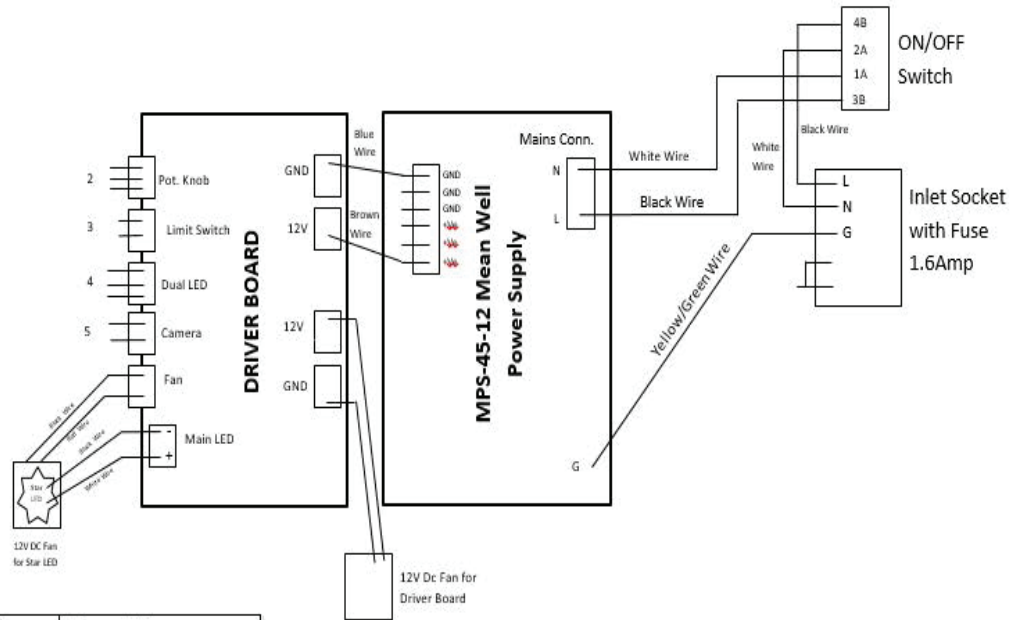 4B
2A
1A
3B
ON/OFF
Switch
Black Wire
White
Wire
L
N
G
Inlet Socket
with Fuse
1.6Amp
Mains Conn.
N
L
White Wire
Black Wire
Yellow/Green Wire
G
MPS-45-12 Mean Well
Power Supply
GND
GND
GND
Blue
Wire
Brown
Wire
DRIVER BOARD
GND
12V
12V
GND
2
Pot. Knob
3
Limit Switch
4
Dual LED
5
Camera
Fan
Main LED
-
+
Black Wire
White Wire
Star
LED
12V DC Fan
for Star LED
12V Dc Fan for
Driver Board